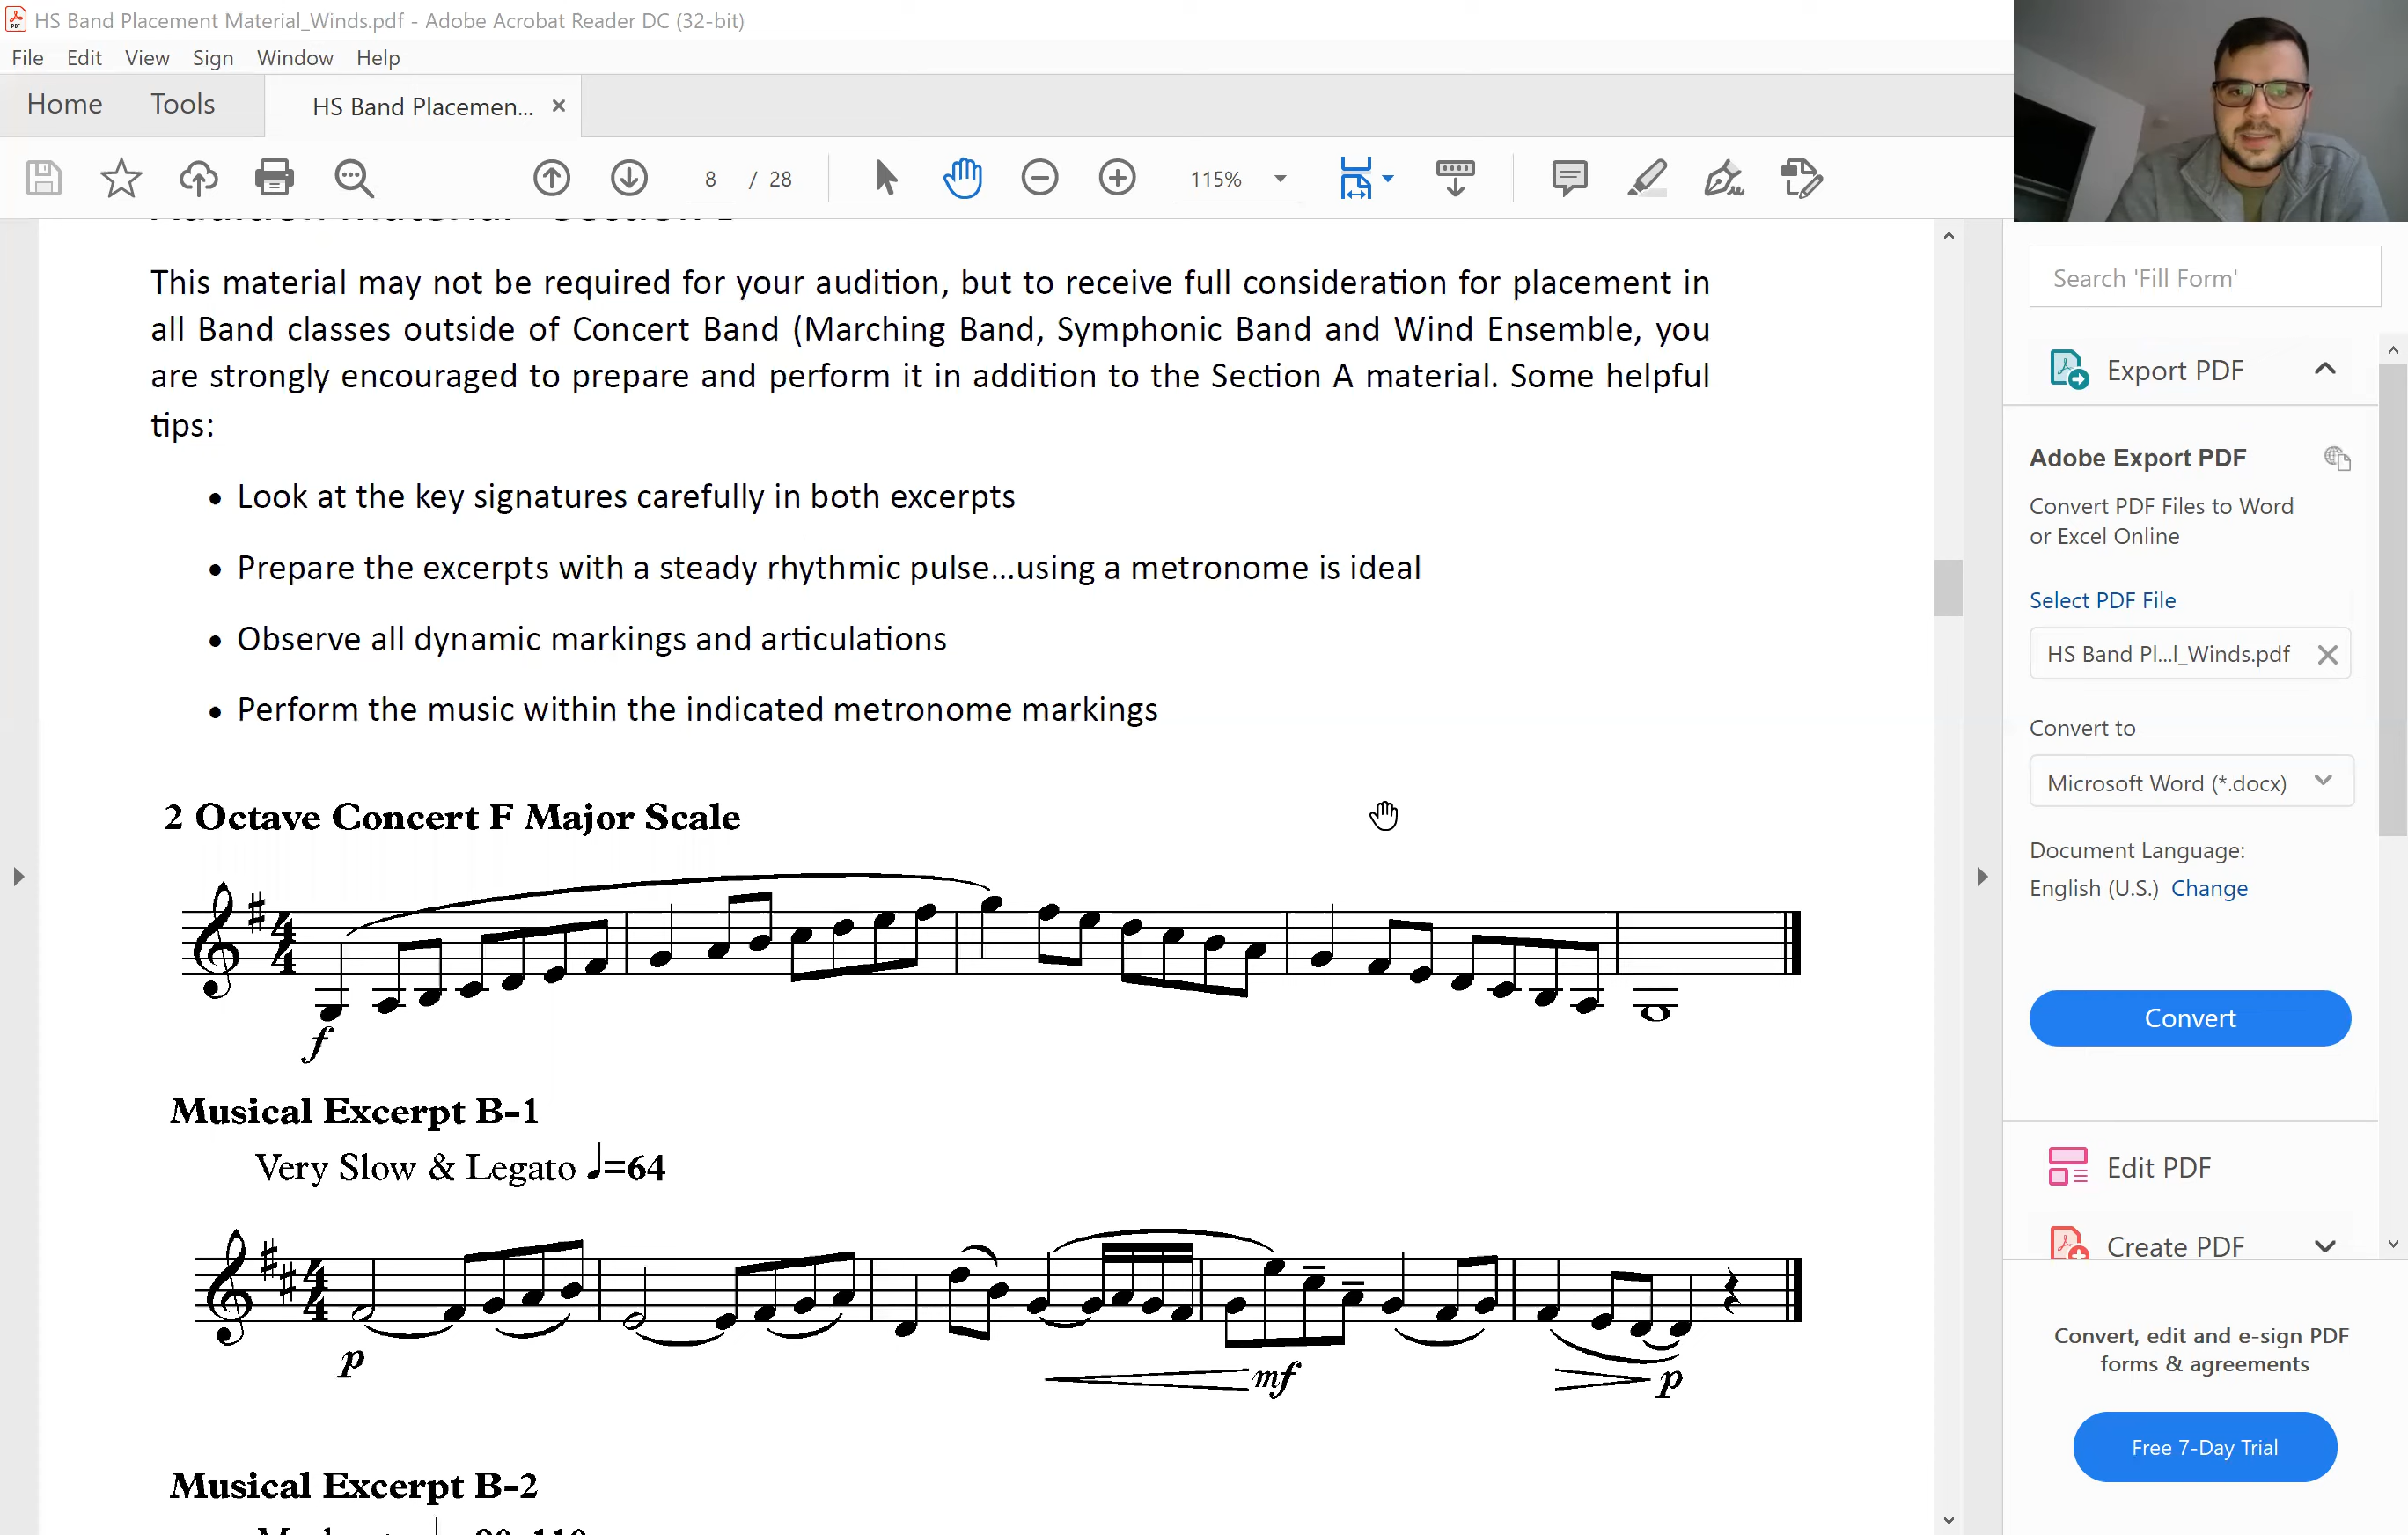 HS Band Placement Material_Winds.pdf - Adobe Acrobat Reader DC (32-bit)
File Edit View Sign Window Help
Home Tools HS Band Placemen... ×
8 / 28 115%
This material may not be required for your audition, but to receive full consideration for placement in
all Band classes outside of Concert Band (Marching Band, Symphonic Band and Wind Ensemble, you
are strongly encouraged to prepare and perform it in addition to the Section A material. Some helpful
tips:
• Look at the key signatures carefully in both excerpts
• Prepare the excerpts with a steady rhythmic pulse...using a metronome is ideal
• Observe all dynamic markings and articulations
• Perform the music within the indicated metronome markings
2 Octave Concert F Major Scale
4
4
f
Musical Excerpt B-1
Very Slow & Legato ♩=64
4
4
p mf p
Musical Excerpt B-2
Search 'Fill Form'
Export PDF
Adobe Export PDF
Convert PDF Files to Word
or Excel Online
Select PDF File
HS Band Pl...l_Winds.pdf
Convert to
Microsoft Word (*.docx)
Document Language:
English (U.S.) Change
Convert
Edit PDF
Create PDF
Convert, edit and e-sign PDF
forms & agreements
Free 7-Day Trial